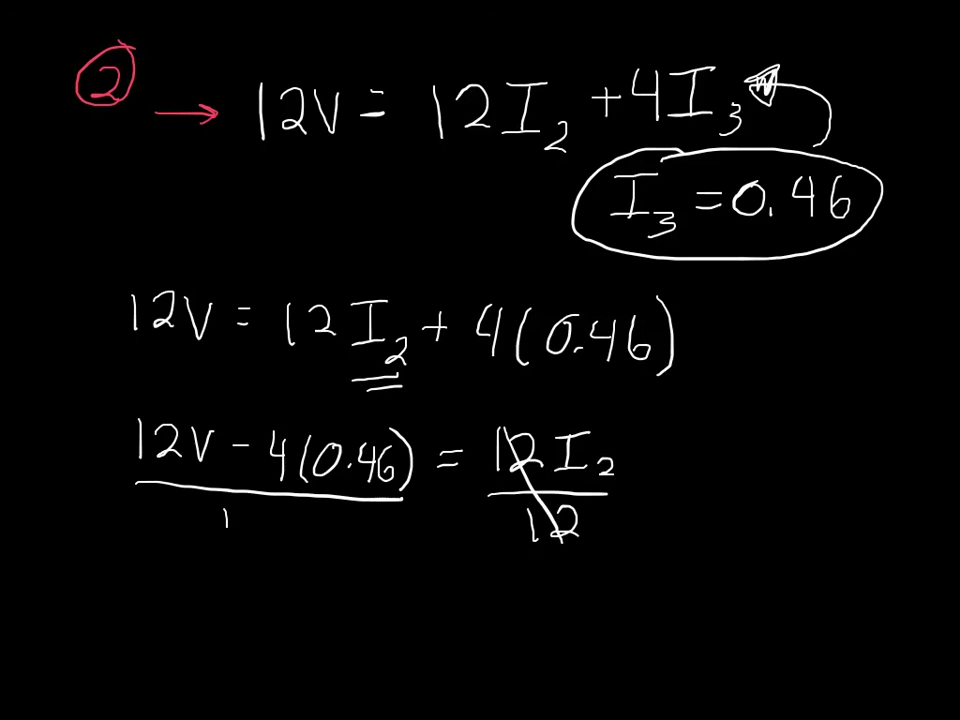 2 → 12V = 12I₂ + 4I₃
I₃ = 0.46
12V = 12I₂ + 4(0.46)
12V - 4(0.46) = 12I₂
1 12